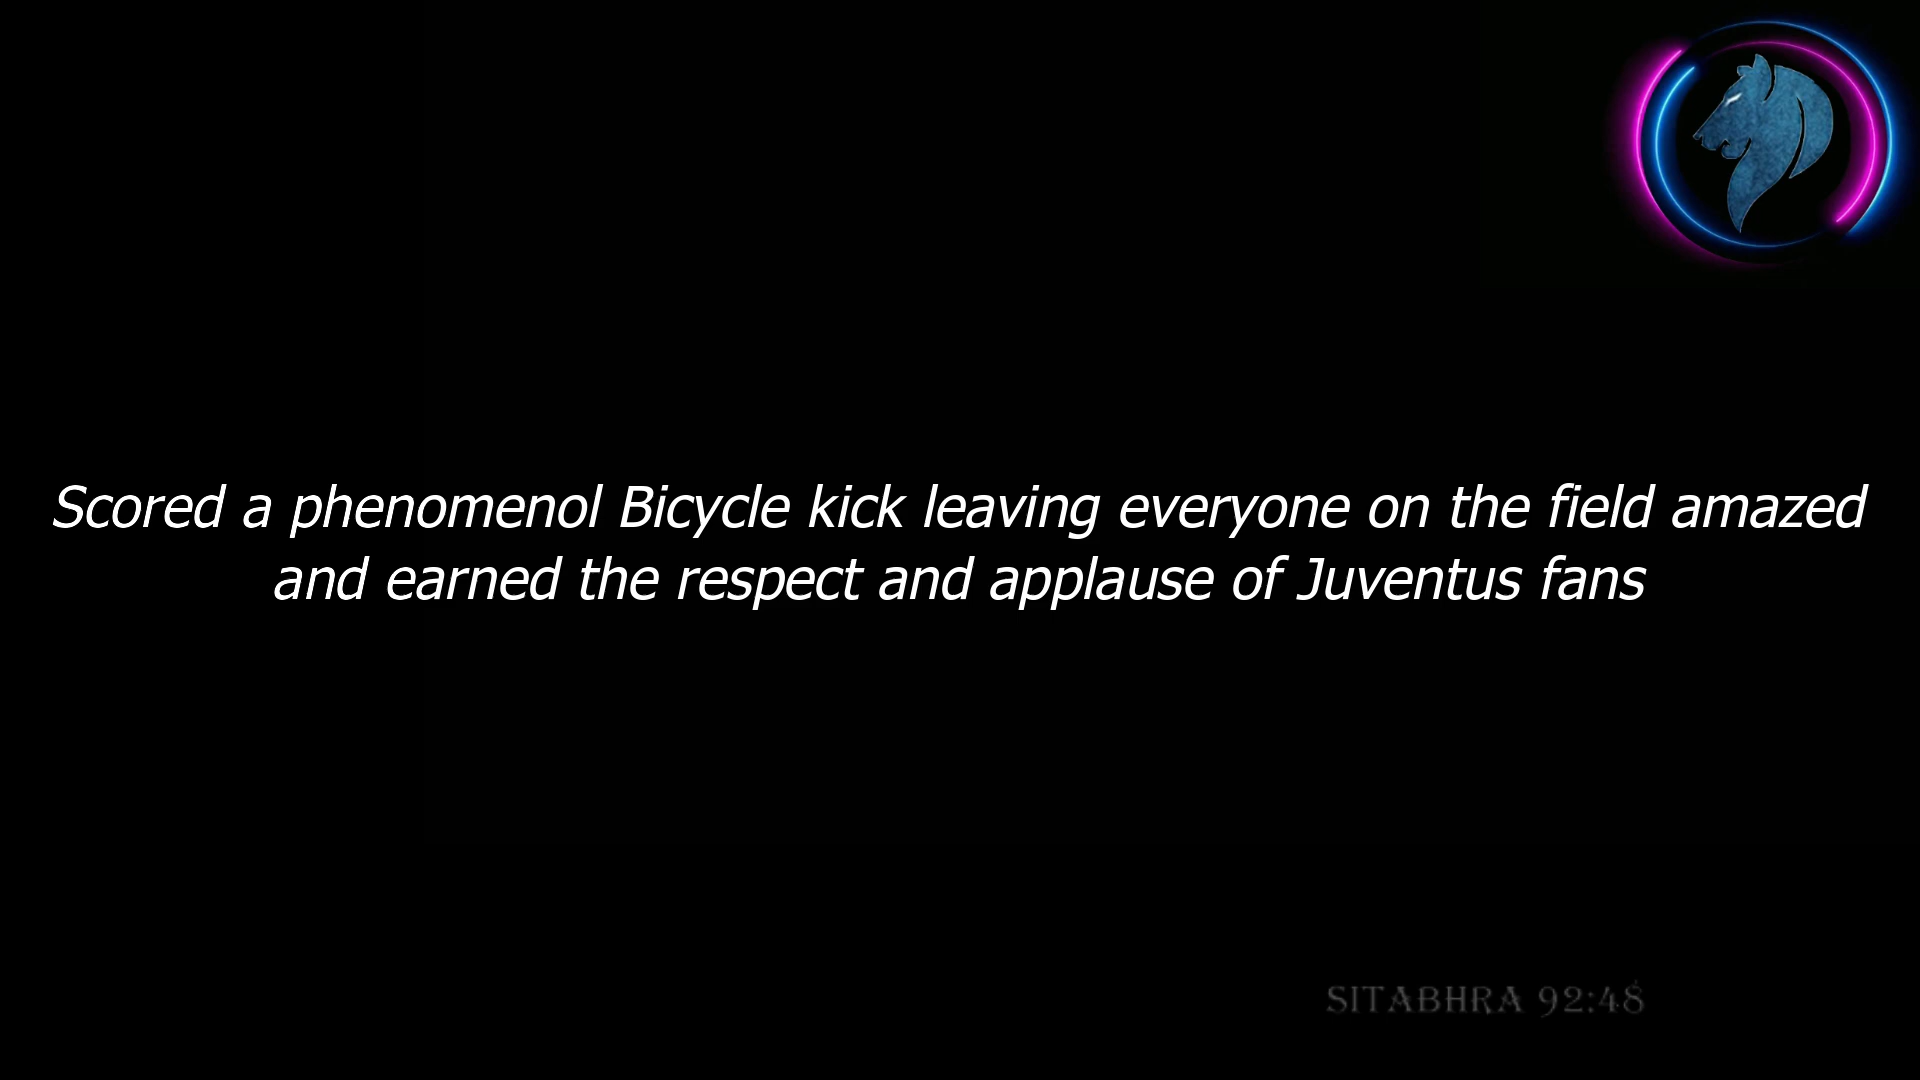 Scored a phenomenol Bicycle kick leaving everyone on the field amazed
and earned the respect and applause of Juventus fans
SITABHRA 92:48